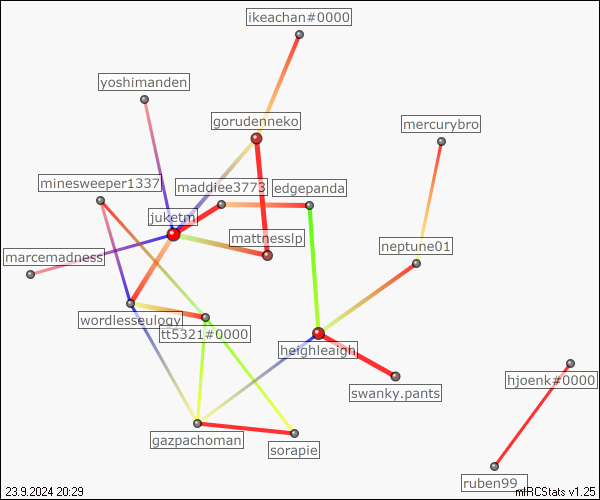 ikeachan#0000
yoshimanden
gorudenneko
mercurybro
minesweeper1337
maddiee3773
edgepanda
juketm
mattnesslp
neptune01
marcemadness
wordlesseulogy
tt5321#0000
heighleaigh
hjoenk#0000
swanky.pants
gazpachoman
sorapie
ruben99_
23.9.2024 20:29
mIRCStats v1.25